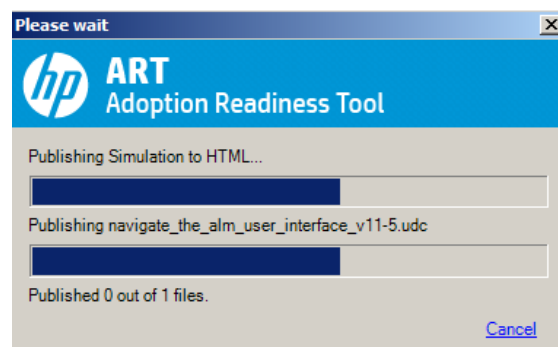 Please wait
hp
ART
Adoption Readiness Tool
Publishing Simulation to HTML...
Publishing navigate_the_alm_user_interface_v11-5.udc
Published 0 out of 1 files.
Cancel